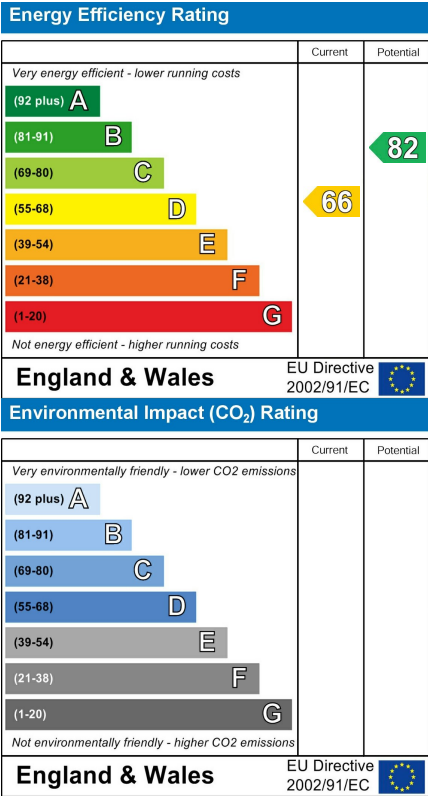 Energy Efficiency Rating
Current Potential
Very energy efficient - lower running costs
(92 plus) A
(81-91) B
82
(69-80) C
(55-68) D
66
(39-54) E
(21-38) F
(1-20) G
Not energy efficient - higher running costs
England & Wales
EU Directive
2002/91/EC
Environmental Impact (CO₂) Rating
Current Potential
Very environmentally friendly - lower CO2 emissions
(92 plus) A
(81-91) B
(69-80) C
(55-68) D
(39-54) E
(21-38) F
(1-20) G
Not environmentally friendly - higher CO2 emissions
England & Wales
EU Directive
2002/91/EC